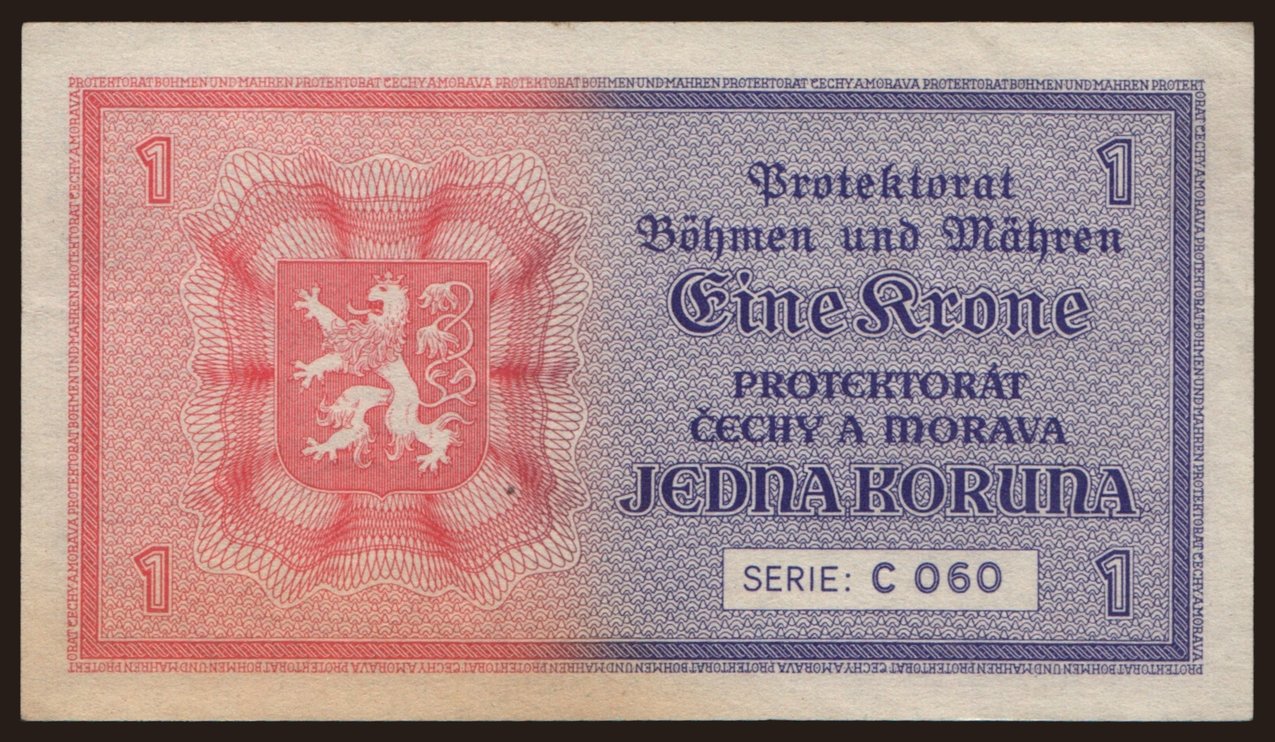 PROTEKTORAT BÖHMEN UND MÄHREN PROTEKTORÁT ČECHY A MORAVA PROTEKTORAT BÖHMEN UND MÄHREN PROTEKTORÁT ČECHY A MORAVA PROTEKTORAT BÖHMEN UND MÄHREN PROTEKT
1
1
Protektorat
Böhmen und Mähren
Eine Krone
PROTEKTORÁT
ČECHY A MORAVA
JEDNA KORUNA
SERIE: C 060
1
1